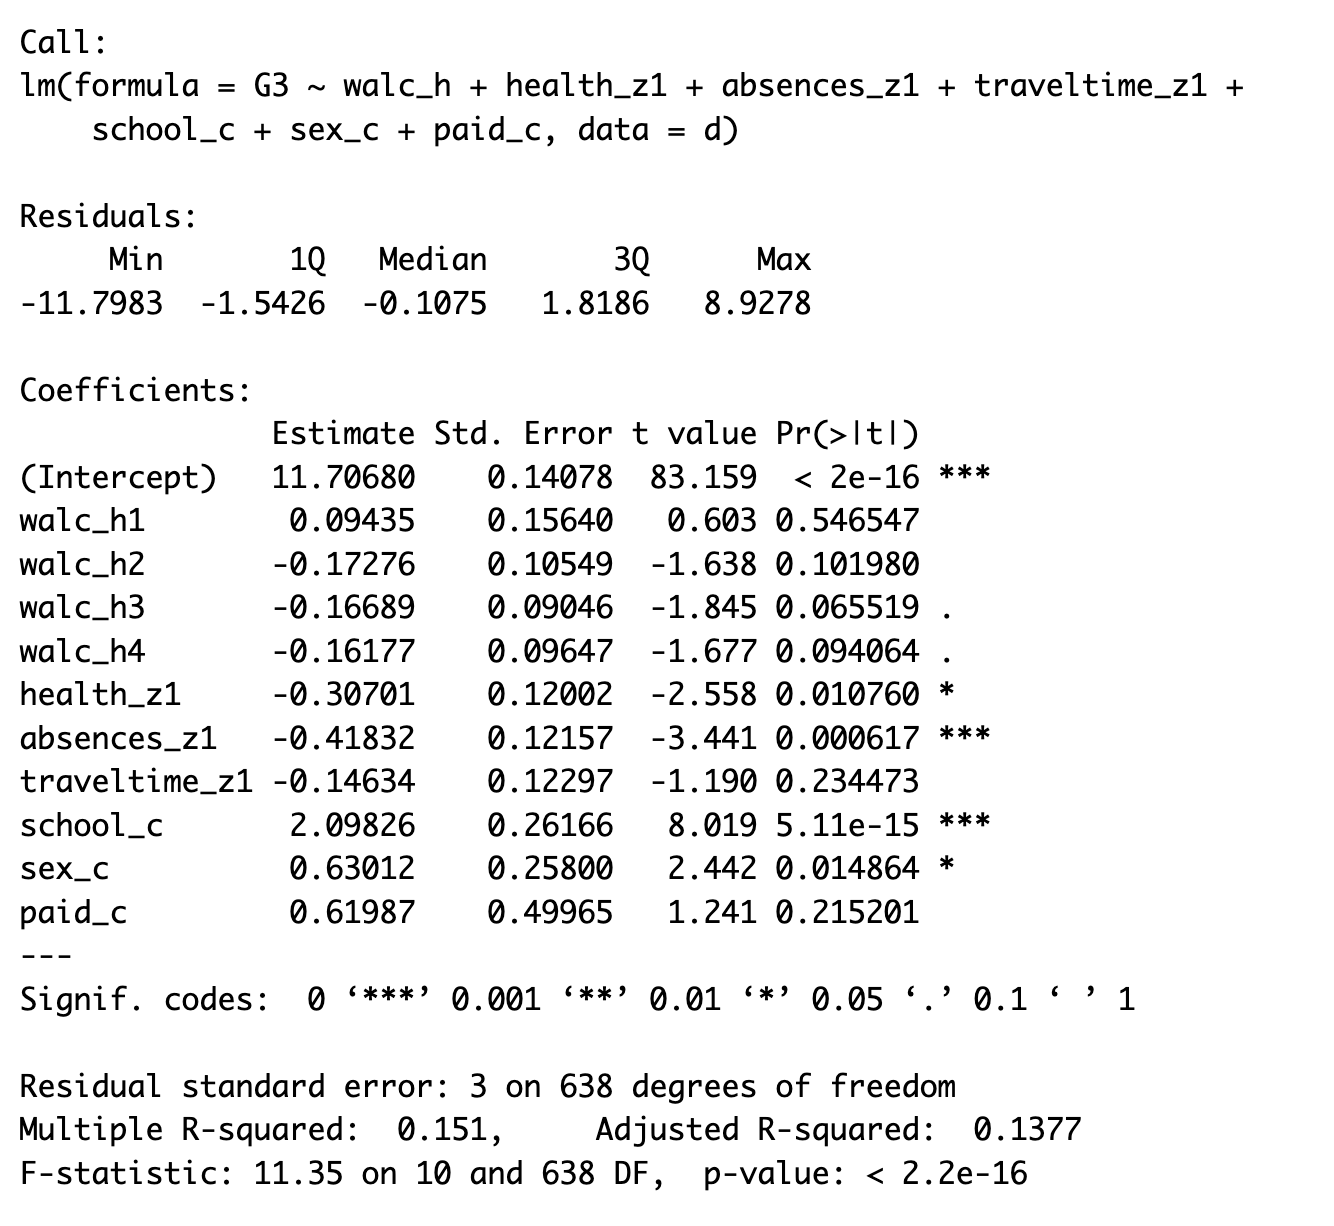 Call:
lm(formula = G3 ~ walc_h + health_z1 + absences_z1 + traveltime_z1 +
    school_c + sex_c + paid_c, data = d)

Residuals:
     Min       1Q   Median       3Q      Max
-11.7983  -1.5426  -0.1075   1.8186   8.9278

Coefficients:
              Estimate Std. Error t value Pr(>|t|)
(Intercept)   11.70680    0.14078  83.159  < 2e-16 ***
walc_h1        0.09435    0.15640   0.603 0.546547
walc_h2       -0.17276    0.10549  -1.638 0.101980
walc_h3       -0.16689    0.09046  -1.845 0.065519 .
walc_h4       -0.16177    0.09647  -1.677 0.094064 .
health_z1     -0.30701    0.12002  -2.558 0.010760 *
absences_z1   -0.41832    0.12157  -3.441 0.000617 ***
traveltime_z1 -0.14634    0.12297  -1.190 0.234473
school_c       2.09826    0.26166   8.019 5.11e-15 ***
sex_c          0.63012    0.25800   2.442 0.014864 *
paid_c         0.61987    0.49965   1.241 0.215201
---
Signif. codes:  0 ‘***’ 0.001 ‘**’ 0.01 ‘*’ 0.05 ‘.’ 0.1 ‘ ’ 1

Residual standard error: 3 on 638 degrees of freedom
Multiple R-squared:  0.151,     Adjusted R-squared:  0.1377
F-statistic: 11.35 on 10 and 638 DF,  p-value: < 2.2e-16